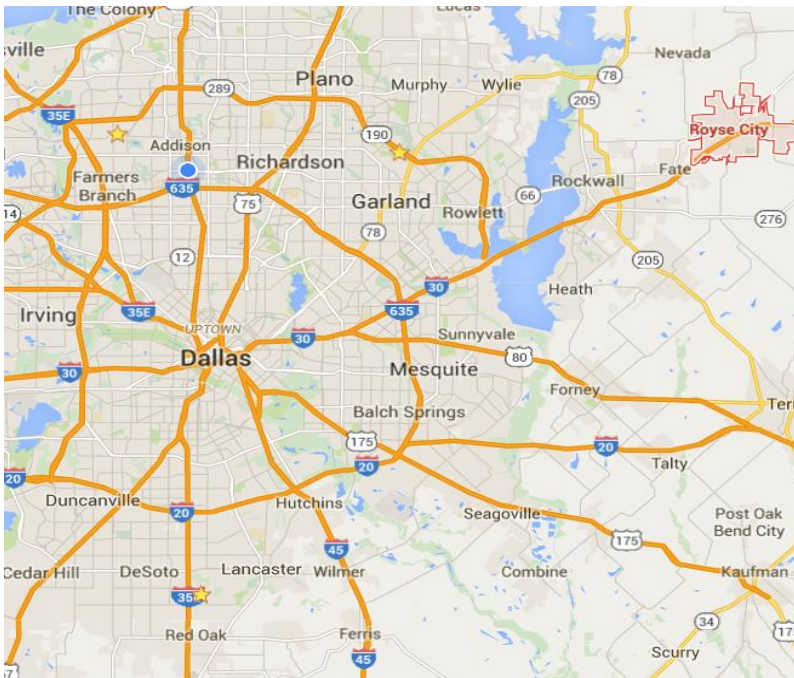 The Colony
Lucas
sville
Nevada
Plano
Murphy
Wylie
78
289
205
35E
190
Royse City
Addison
Richardson
Fate
Farmers
Branch
635
Rockwall
75
Garland
66
Rowlett
14
78
276
12
205
30
Heath
35E
635
Irving
UPTOWN
30
Sunnyvale
Dallas
80
30
Mesquite
Forney
Balch Springs
Terr
175
20
20
20
Talty
Duncanville
20
Hutchins
Seagoville
Post Oak
Bend City
175
45
Cedar Hill
DeSoto
Lancaster
Wilmer
Combine
Kaufman
35
34
175
Red Oak
Ferris
Scurry
45
67